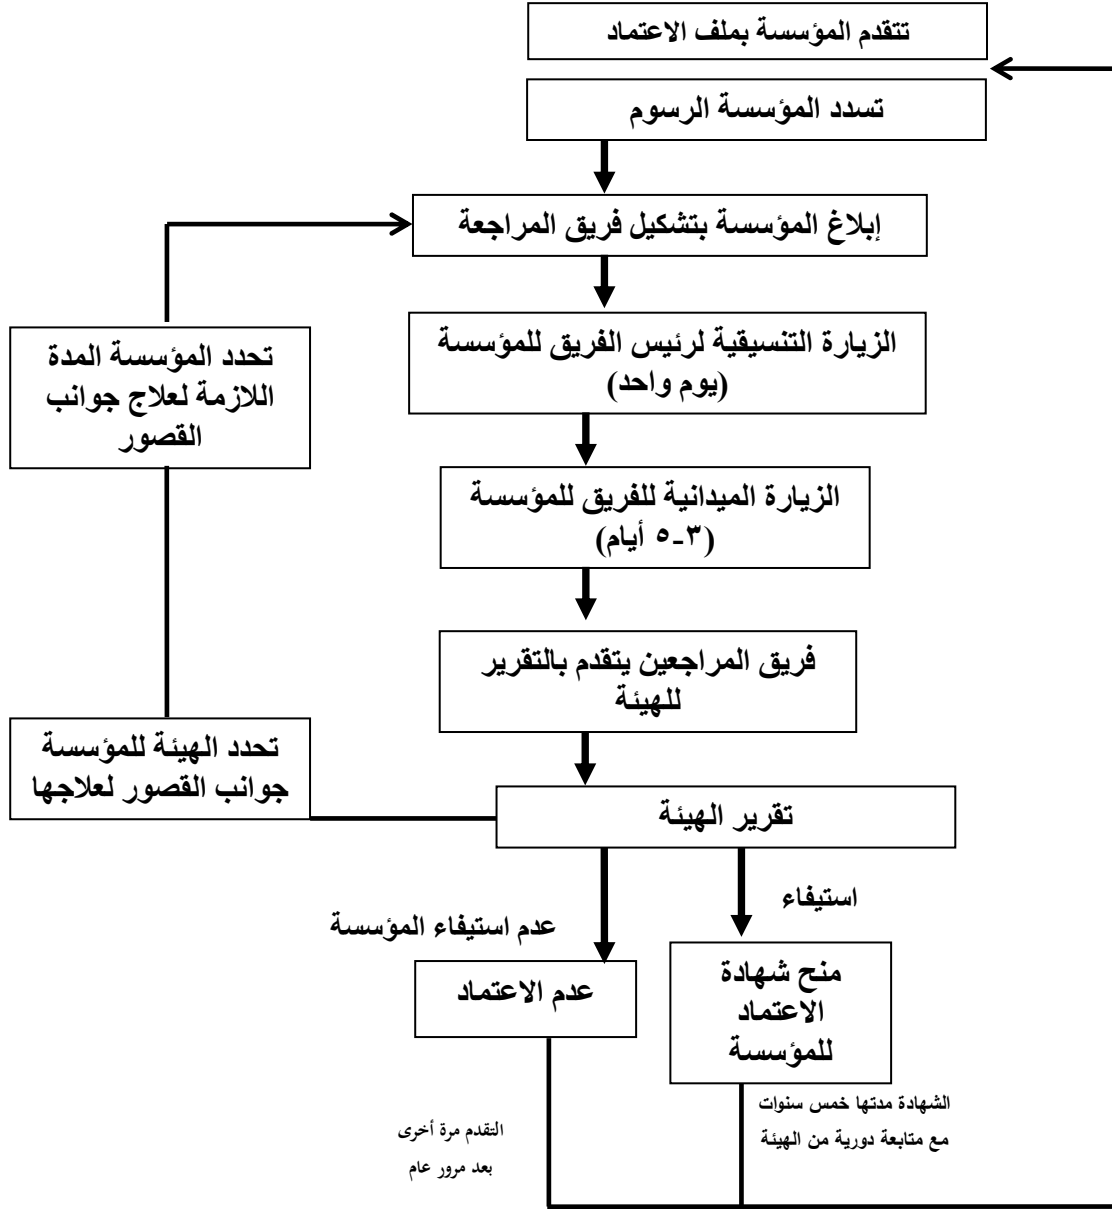 تتقدم المؤسسة بملف الاعتماد
تسدد المؤسسة الرسوم
إبلاغ المؤسسة بتشكيل فريق المراجعة
الزيارة التنسيقية لرئيس الفريق للمؤسسة
(يوم واحد)
تحدد المؤسسة المدة
اللازمة لعلاج جوانب
القصور
الزيارة الميدانية للفريق للمؤسسة
(٣-٥ أيام)
فريق المراجعين يتقدم بالتقرير
للهيئة
تحدد الهيئة للمؤسسة
جوانب القصور لعلاجها
تقرير الهيئة
استيفاء
عدم استيفاء المؤسسة
منح شهادة
الاعتماد
للمؤسسة
عدم الاعتماد
الشهادة مدتها خمس سنوات
مع متابعة دورية من الهيئة
التقدم مرة أخرى
بعد مرور عام